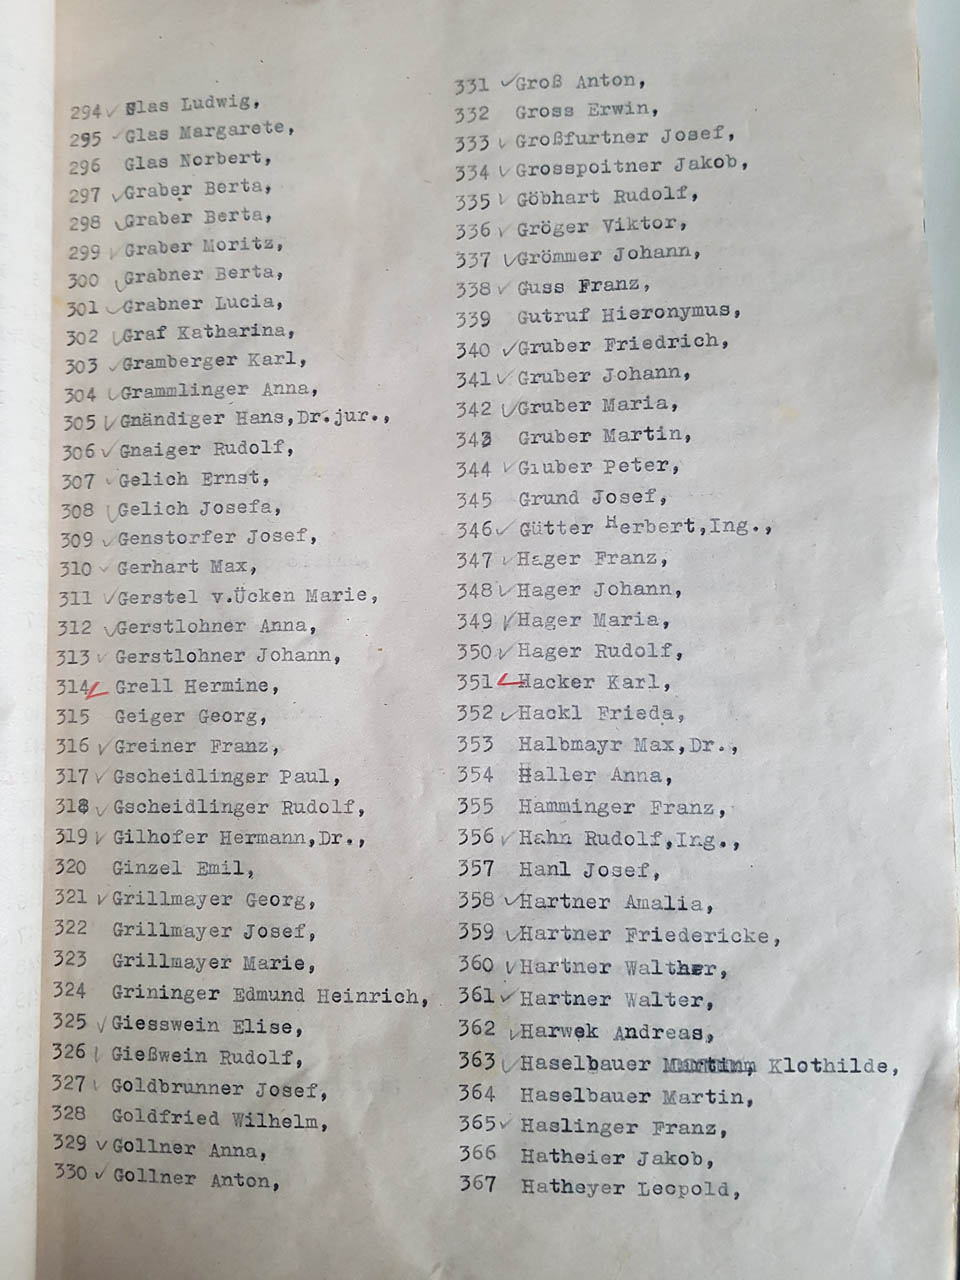 294 Glas Ludwig,
295 Glas Margarete,
296 Glas Norbert,
297 Graber Berta,
298 Graber Berta,
299 Graber Moritz,
300 Grabner Berta,
301 Grabner Lucia,
302 Graf Katharina,
303 Gramberger Karl,
304 Grammlinger Anna,
305 Gnändiger Hans,Dr.jur.,
306 Gnaiger Rudolf,
307 Gelich Ernst,
308 Gelich Josefa,
309 Genstorfer Josef,
310 Gerhart Max,
311 Gerstel v.Ücken Marie,
312 Gerstlohner Anna,
313 Gerstlohner Johann,
314 Grell Hermine,
315 Geiger Georg,
316 Greiner Franz,
317 Gscheidlinger Paul,
318 Gscheidlinger Rudolf,
319 Gilhofer Hermann,Dr.,
320 Ginzel Emil,
321 Grillmayer Georg,
322 Grillmayer Josef,
323 Grillmayer Marie,
324 Grininger Edmund Heinrich,
325 Giesswein Elise,
326 Gießwein Rudolf,
327 Goldbrunner Josef,
328 Goldfried Wilhelm,
329 Gollner Anna,
330 Gollner Anton,
331 Groß Anton,
332 Gross Erwin,
333 Großfurtner Josef,
334 Grosspoitner Jakob,
335 Göbhart Rudolf,
336 Gröger Viktor,
337 Grömmer Johann,
338 Guss Franz,
339 Gutruf Hieronymus,
340 Gruber Friedrich,
341 Gruber Johann,
342 Gruber Maria,
343 Gruber Martin,
344 Gruber Peter,
345 Grund Josef,
346 Gütter Herbert,Ing.,
347 Hager Franz,
348 Hager Johann,
349 Hager Maria,
350 Hager Rudolf,
351 Hacker Karl,
352 Hackl Frieda,
353 Halbmayr Max,Dr.,
354 Haller Anna,
355 Hamminger Franz,
356 Hahn Rudolf,Ing.,
357 Hanl Josef,
358 Hartner Amalia,
359 Hartner Friedericke,
360 Hartner Walther,
361 Hartner Walter,
362 Harwek Andreas,
363 Haselbauer Klothilde,
364 Haselbauer Martin,
365 Haslinger Franz,
366 Hatheier Jakob,
367 Hatheyer Leopold,